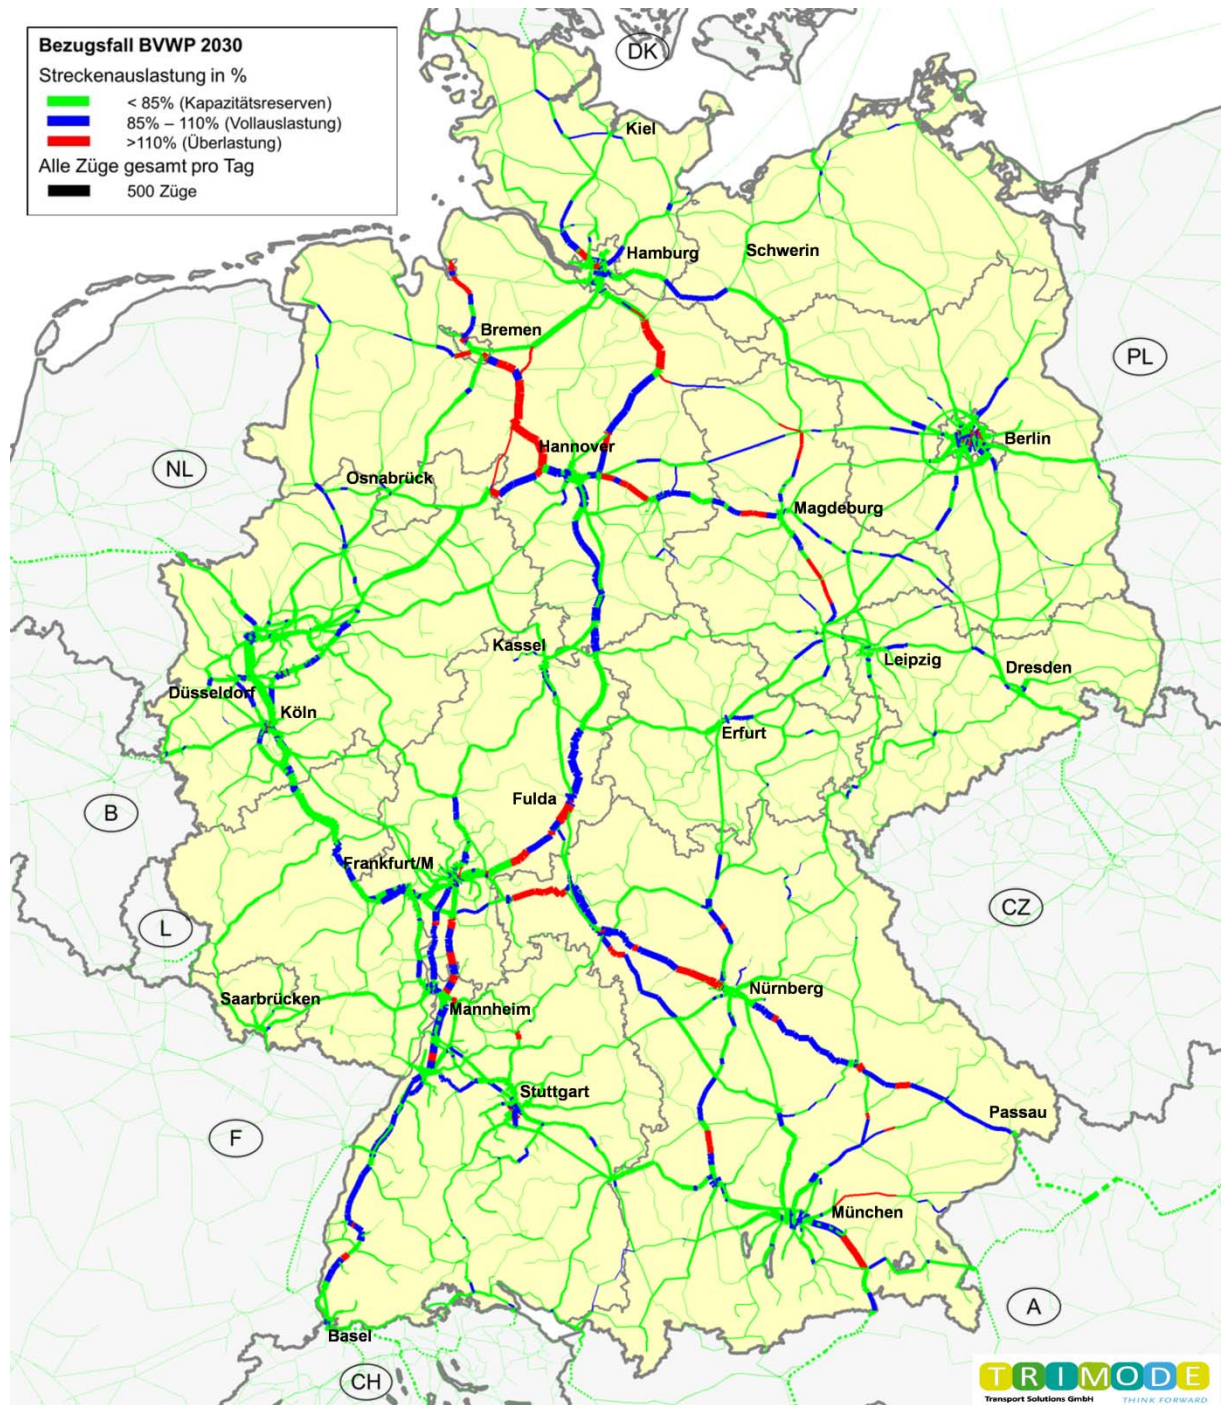 Bezugsfall BVWP 2030
Streckenauslastung in %
< 85% (Kapazitätsreserven)
85% – 110% (Vollauslastung)
>110% (Überlastung)
Alle Züge gesamt pro Tag
500 Züge
DK
Kiel
Hamburg
Schwerin
Bremen
PL
Berlin
Hannover
NL
Osnabrück
Magdeburg
Kassel
Leipzig
Dresden
Düsseldorf
Köln
Erfurt
B
Fulda
Frankfurt/M
CZ
L
Saarbrücken
Nürnberg
Mannheim
Stuttgart
Passau
F
München
A
Basel
CH
TRIMODE
Transport Solutions GmbH THINK FORWARD